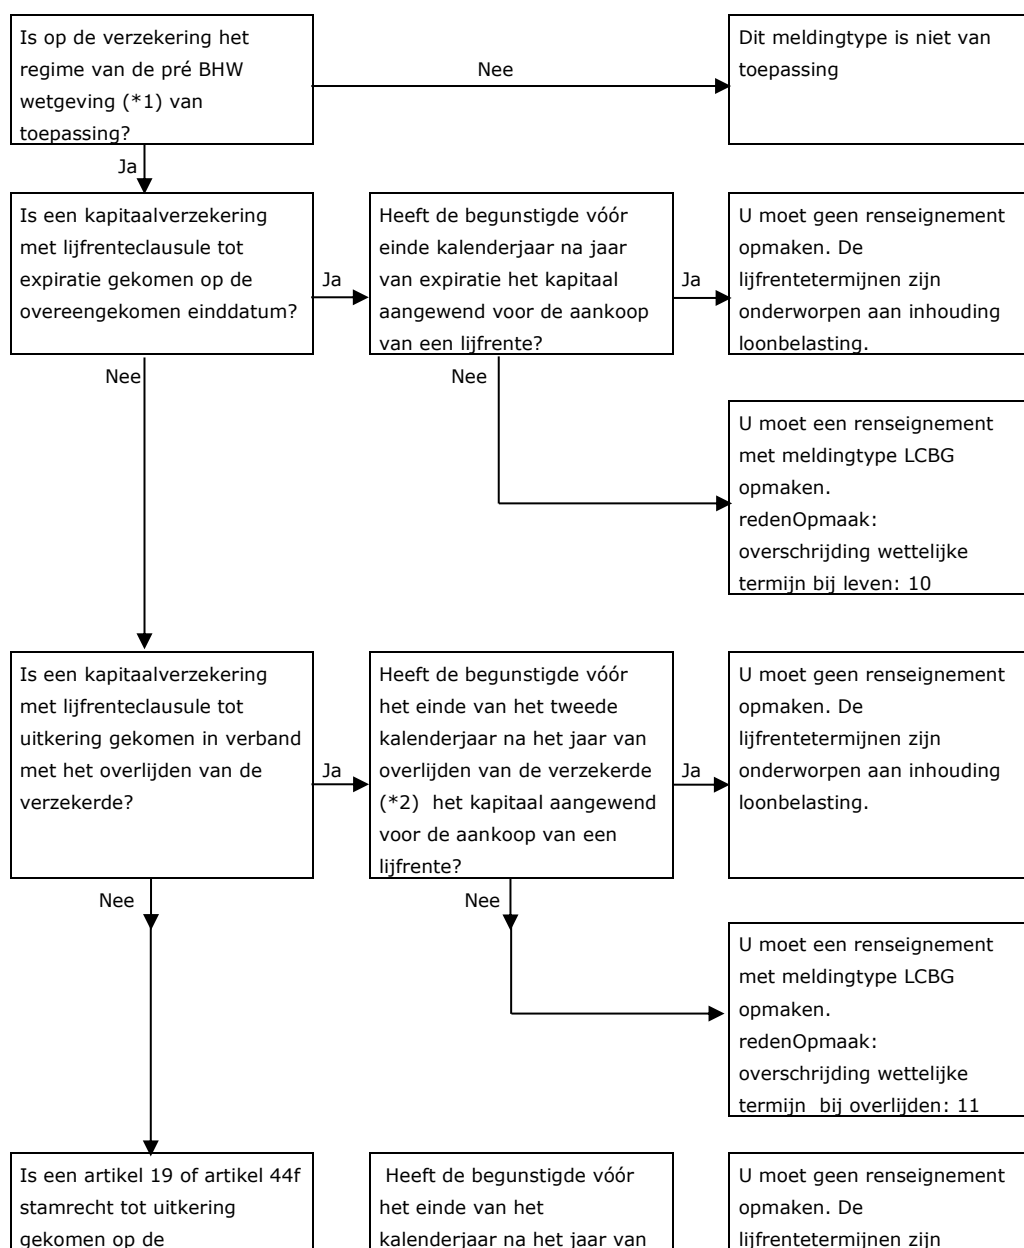 Is op de verzekering het
regime van de pré BHW
wetgeving (*1) van
toepassing?
Nee
Dit meldingtype is niet van
toepassing
Ja
Is een kapitaalverzekering
met lijfrenteclausule tot
expiratie gekomen op de
overeengekomen einddatum?
Ja
Heeft de begunstigde vóór
einde kalenderjaar na jaar
van expiratie het kapitaal
aangewend voor de aankoop
van een lijfrente?
Ja
U moet geen renseignement
opmaken. De
lijfrentetermijnen zijn
onderworpen aan inhouding
loonbelasting.
Nee
Nee
U moet een renseignement
met meldingtype LCBG
opmaken.
redenOpmaak:
overschrijding wettelijke
termijn bij leven: 10
Is een kapitaalverzekering
met lijfrenteclausule tot
uitkering gekomen in verband
met het overlijden van de
verzekerde?
Ja
Heeft de begunstigde vóór
het einde van het tweede
kalenderjaar na het jaar van
overlijden van de verzekerde
(*2)  het kapitaal aangewend
voor de aankoop van een
lijfrente?
Ja
U moet geen renseignement
opmaken. De
lijfrentetermijnen zijn
onderworpen aan inhouding
loonbelasting.
Nee
Nee
U moet een renseignement
met meldingtype LCBG
opmaken.
redenOpmaak:
overschrijding wettelijke
termijn  bij overlijden: 11
Is een artikel 19 of artikel 44f
stamrecht tot uitkering
gekomen op de
Heeft de begunstigde vóór
het einde van het
kalenderjaar na het jaar van
U moet geen renseignement
opmaken. De
lijfrentetermijnen zijn